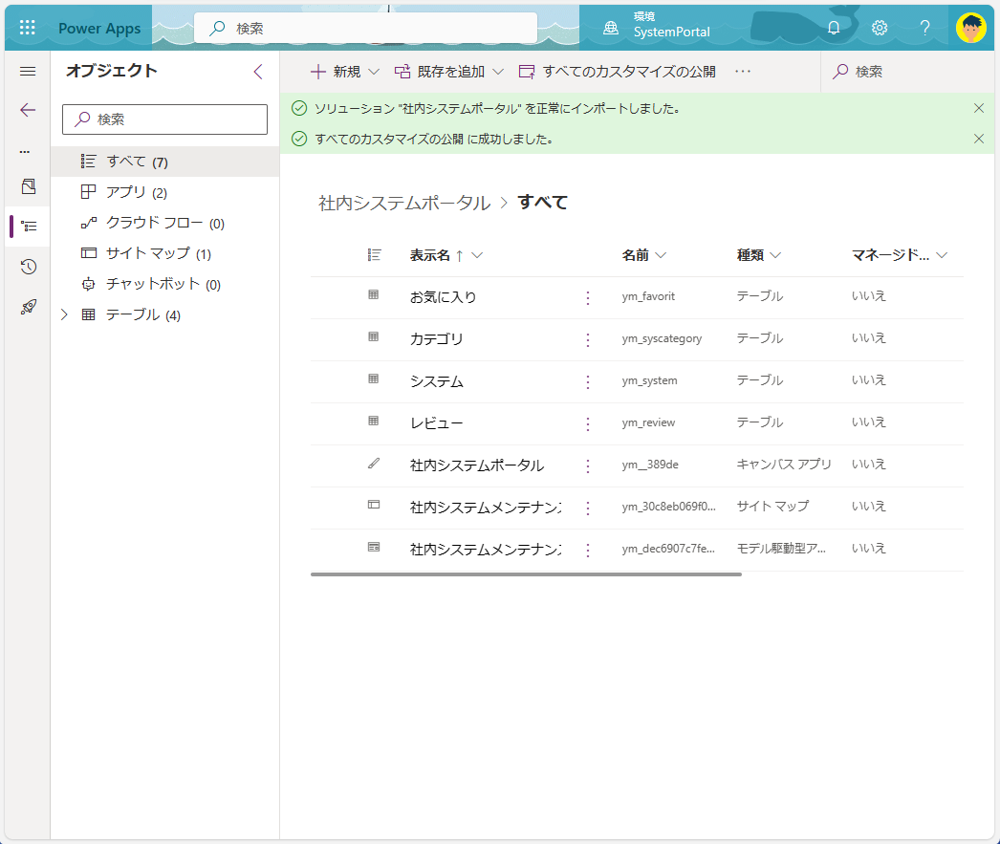 Power Apps
検索
環境
SystemPortal
?
オブジェクト
検索
すべて (7)
アプリ (2)
クラウド フロー (0)
サイト マップ (1)
チャットボット (0)
テーブル (4)
新規
既存を追加
すべてのカスタマイズの公開
検索
ソリューション "社内システムポータル" を正常にインポートしました。
すべてのカスタマイズの公開 に成功しました。
社内システムポータル > すべて
表示名 ↑ 名前 種類 マネージド...
お気に入り ym_favorit テーブル いいえ
カテゴリ ym_syscategory テーブル いいえ
システム ym_system テーブル いいえ
レビュー ym_review テーブル いいえ
社内システムポータル ym__389de キャンバス アプリ いいえ
社内システムメンテナンス ym_30c8eb069f0... サイト マップ いいえ
社内システムメンテナンス ym_dec6907c7fe... モデル駆動型ア... いいえ